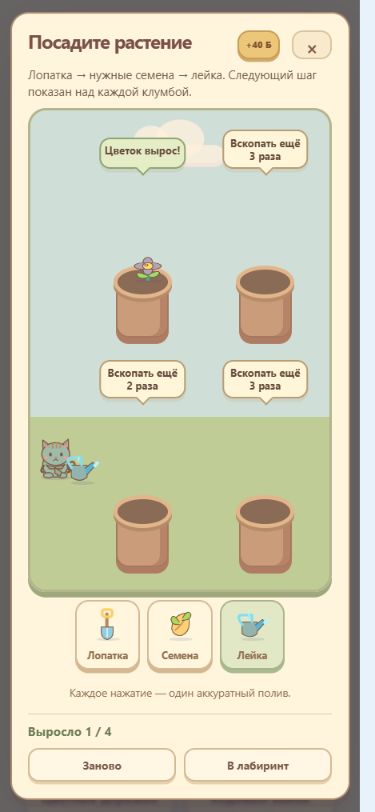 Посадите растение
+40 Б
×
Лопатка → нужные семена → лейка. Следующий шаг
показан над каждой клумбой.
Цветок вырос!
Вскопать ещё
3 раза
Вскопать ещё
2 раза
Вскопать ещё
3 раза
Лопатка
Семена
Лейка
Каждое нажатие — один аккуратный полив.
Выросло 1 / 4
Заново
В лабиринт